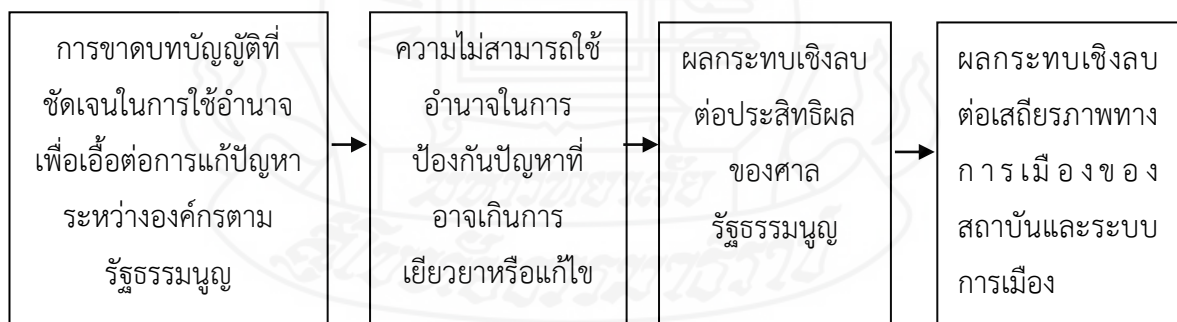 การขาดบทบัญญัติที่
ชัดเจนในการใช้อำนาจ
เพื่อเอื้อต่อการแก้ปัญหา
ระหว่างองค์กรตาม
รัฐธรรมนูญ
ความไม่สามารถใช้
อำนาจในการ
ป้องกันปัญหาที่
อาจเกินการ
เยียวยาหรือแก้ไข
ผลกระทบเชิงลบ
ต่อประสิทธิผล
ของศาล
รัฐธรรมนูญ
ผลกระทบเชิงลบ
ต่อเสถียรภาพทาง
การเมืองของ
สถาบันและระบบ
การเมือง